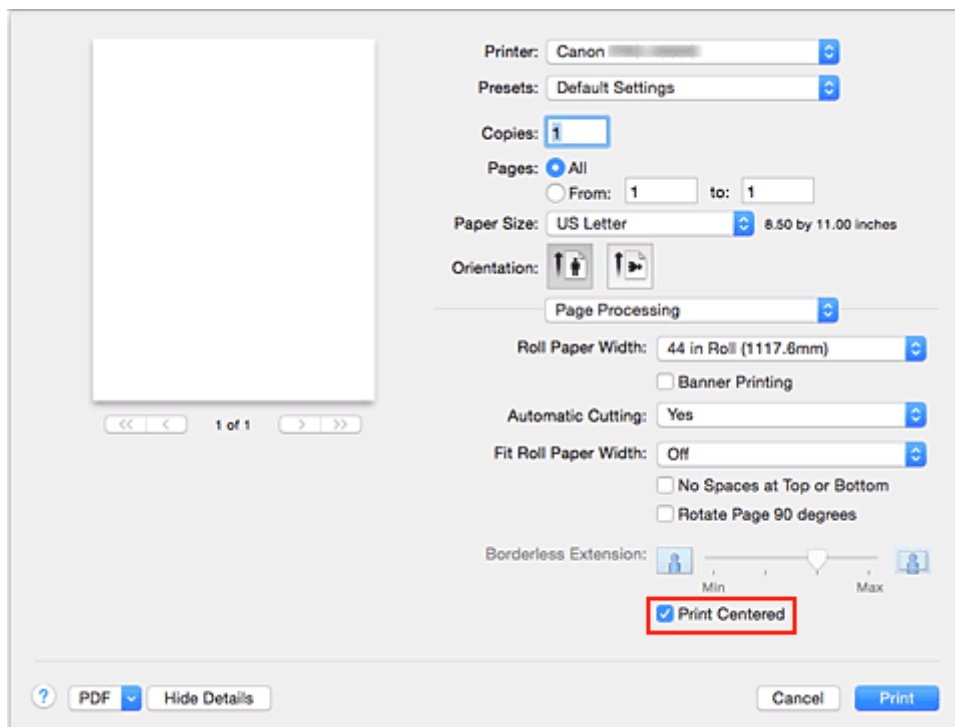 Printer: Canon
Presets: Default Settings
Copies: 1
Pages: All
From: 1 to: 1
Paper Size: US Letter 8.50 by 11.00 inches
Orientation:
Page Processing
Roll Paper Width: 44 in Roll (1117.6mm)
Banner Printing
<< < 1 of 1 > >>
Automatic Cutting: Yes
Fit Roll Paper Width: Off
No Spaces at Top or Bottom
Rotate Page 90 degrees
Borderless Extension:
Min Max
Print Centered
? PDF Hide Details Cancel Print